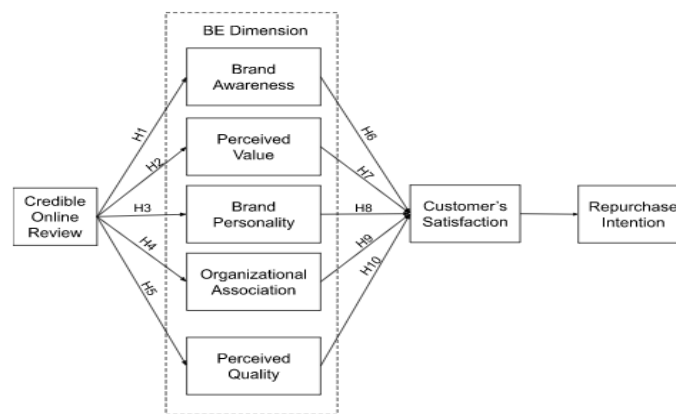 BE Dimension
Brand
Awareness
H1
H6
Perceived
Value
H2
H7
Credible
Online
Review
H3
Brand
Personality
H8
Customer's
Satisfaction
Repurchase
Intention
H4
Organizational
Association
H9
H10
H5
Perceived
Quality